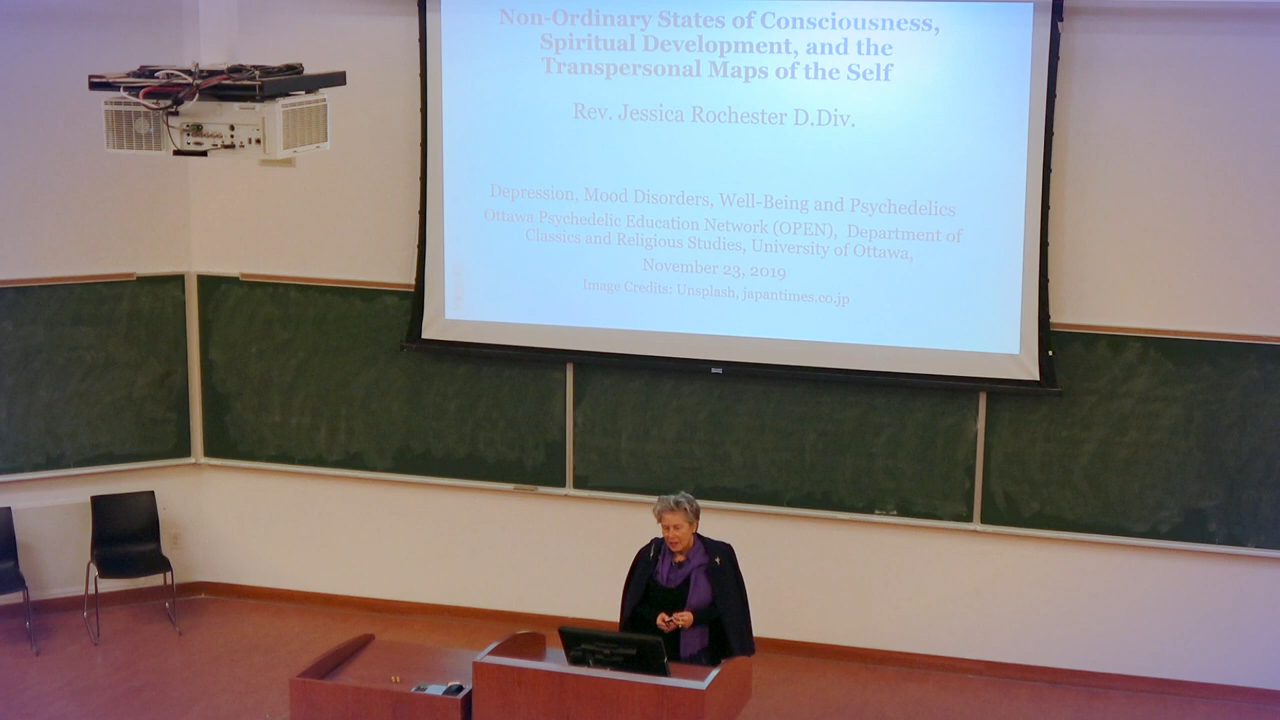 Non-Ordinary States of Consciousness,
Spiritual Development, and the
Transpersonal Maps of the Self
Rev. Jessica Rochester D.Div.
Depression, Mood Disorders, Well-Being and Psychedelics
Ottawa Psychedelic Education Network (OPEN), Department of
Classics and Religious Studies, University of Ottawa,
November 23, 2019
Image Credits: Unsplash, japantimes.co.jp